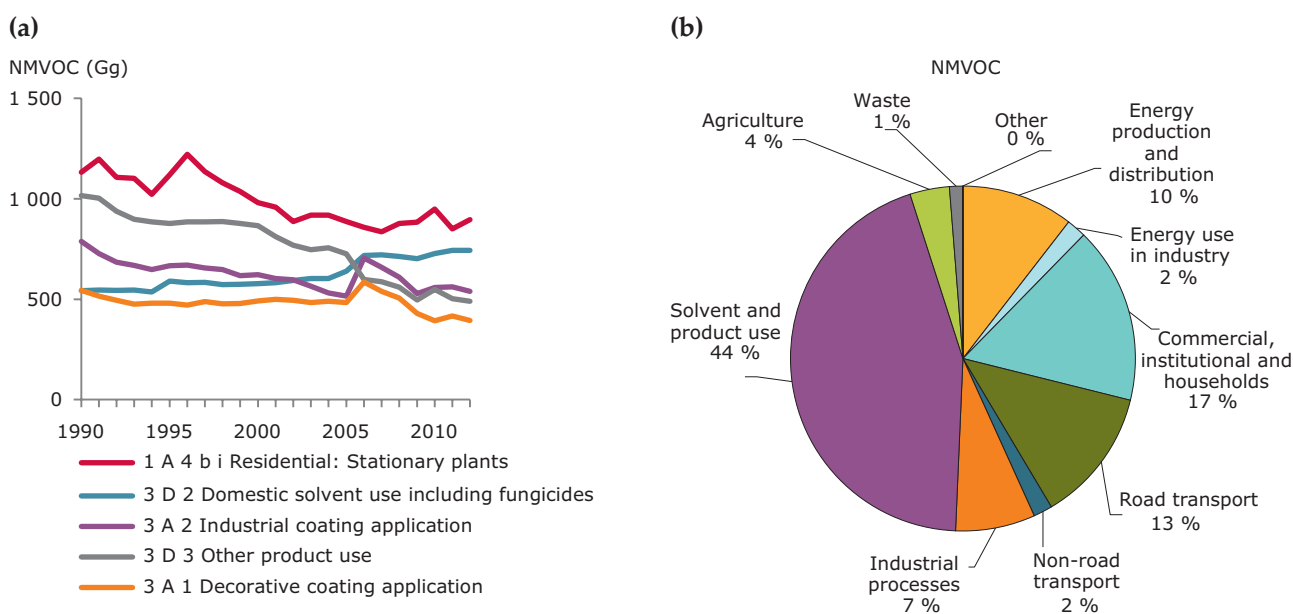 (a)
NMVOC (Gg)
1 500
1 000
500
0
1990
1995
2000
2005
2010
1 A 4 b i Residential: Stationary plants
3 D 2 Domestic solvent use including fungicides
3 A 2 Industrial coating application
3 D 3 Other product use
3 A 1 Decorative coating application
(b)
NMVOC
Waste
1 %
Other
0 %
Energy
production
and
distribution
10 %
Energy use
in industry
2 %
Commercial,
institutional and
households
17 %
Road transport
13 %
Non-road
transport
2 %
Industrial
processes
7 %
Solvent and
product use
44 %
Agriculture
4 %